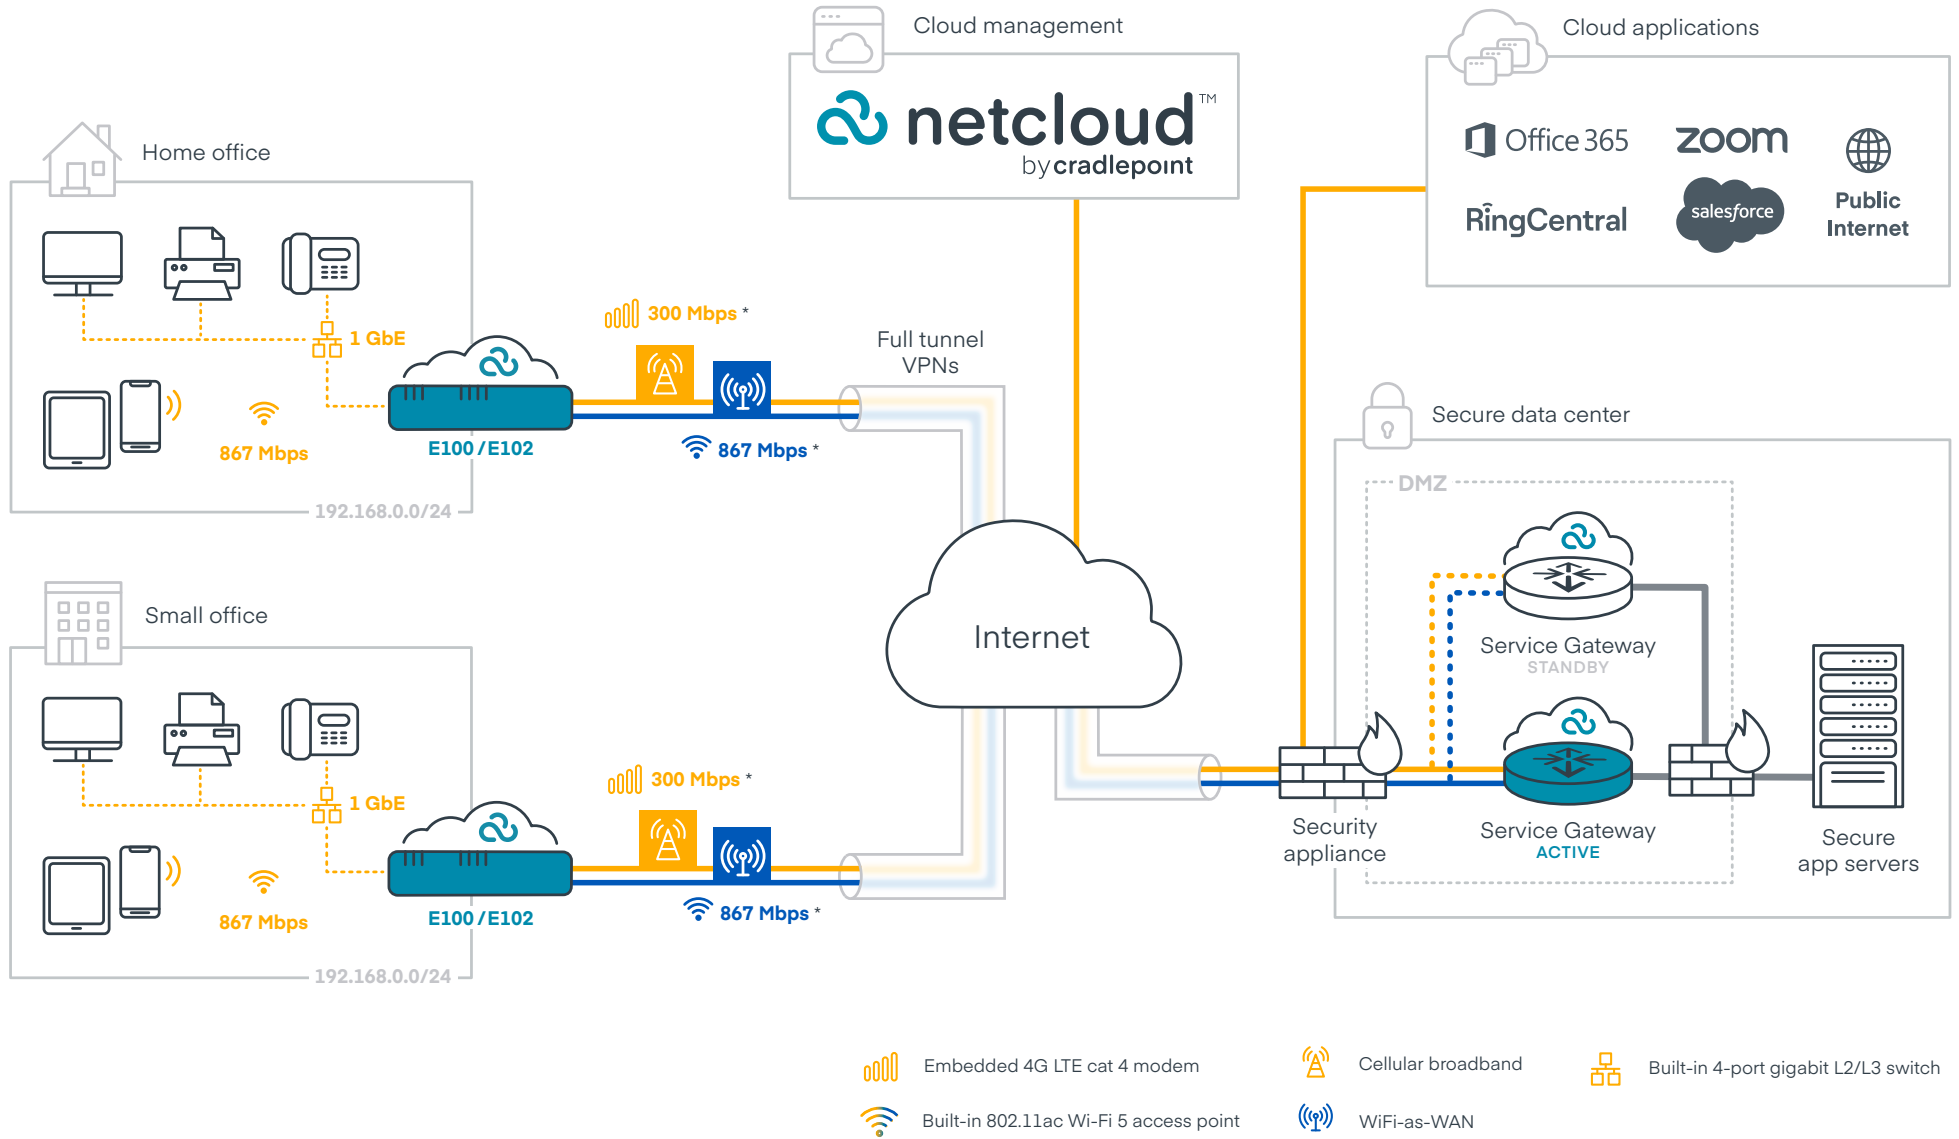 Cloud management
netcloud™
by cradlepoint
Cloud applications
Office 365
zoom
RingCentral
salesforce
Public
Internet
Home office
1 GbE
867 Mbps
E100/E102
192.168.0.0/24
300 Mbps *
867 Mbps *
Full tunnel
VPNs
Small office
1 GbE
867 Mbps
E100/E102
192.168.0.0/24
300 Mbps *
867 Mbps *
Internet
Secure data center
DMZ
Service Gateway
STANDBY
Service Gateway
ACTIVE
Security
appliance
Secure
app servers
Embedded 4G LTE cat 4 modem
Cellular broadband
Built-in 4-port gigabit L2/L3 switch
Built-in 802.11ac Wi-Fi 5 access point
WiFi-as-WAN